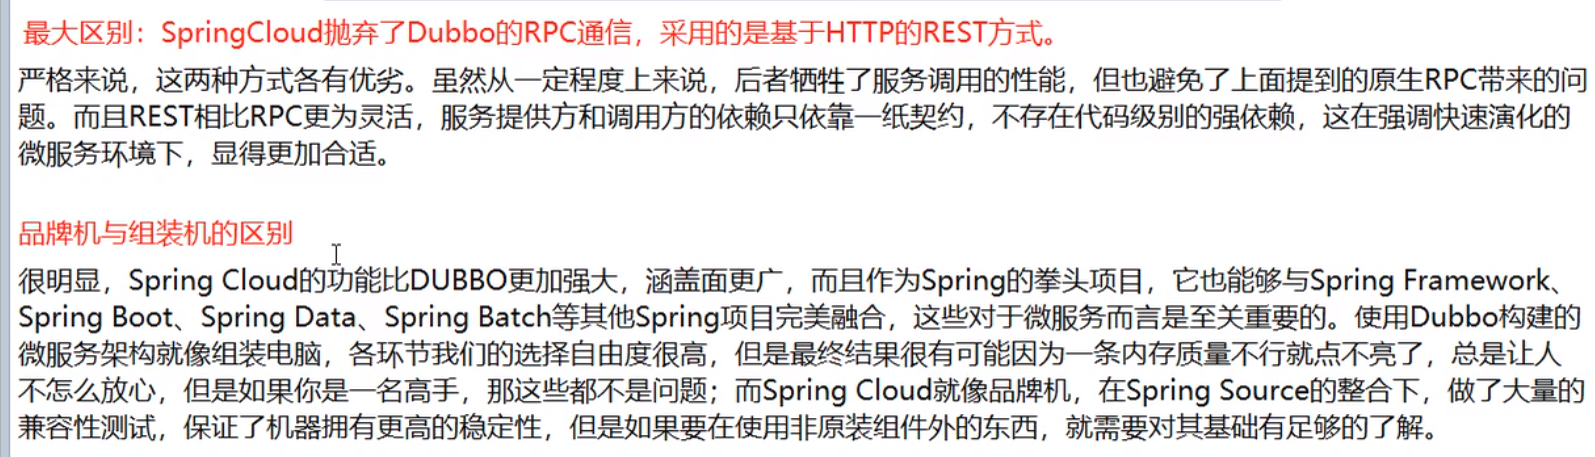 最大区别：SpringCloud抛弃了Dubbo的RPC通信，采用的是基于HTTP的REST方式。
严格来说，这两种方式各有优劣。虽然从一定程度上来说，后者牺牲了服务调用的性能，但也避免了上面提到的原生RPC带来的问
题。而且REST相比RPC更为灵活，服务提供方和调用方的依赖只依靠一纸契约，不存在代码级别的强依赖，这在强调快速演化的
微服务环境下，显得更加合适。
品牌机与组装机的区别
很明显，Spring Cloud的功能比DUBBO更加强大，涵盖面更广，而且作为Spring的拳头项目，它也能够与Spring Framework、
Spring Boot、Spring Data、Spring Batch等其他Spring项目完美融合，这些对于微服务而言是至关重要的。使用Dubbo构建的
微服务架构就像组装电脑，各环节我们的选择自由度很高，但是最终结果很有可能因为一条内存质量不行就点不亮了，总是让人
不怎么放心，但是如果你是一名高手，那这些都不是问题；而Spring Cloud就像品牌机，在Spring Source的整合下，做了大量的
兼容性测试，保证了机器拥有更高的稳定性，但是如果要在使用非原装组件外的东西，就需要对其基础有足够的了解。